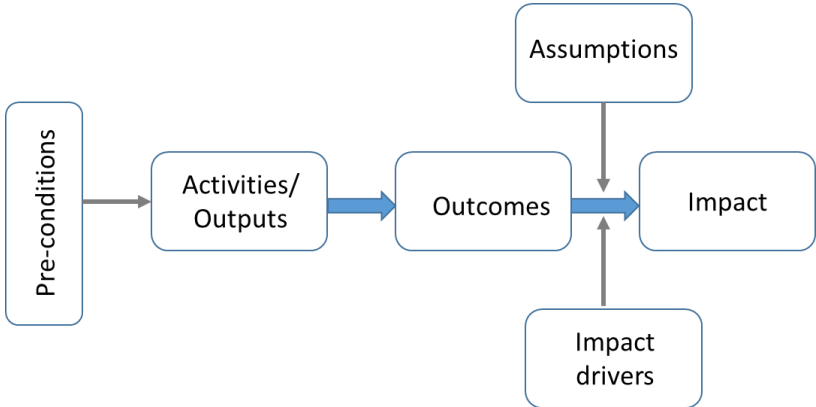 Assumptions
Pre-conditions
Activities/
Outputs
Outcomes
Impact
Impact
drivers